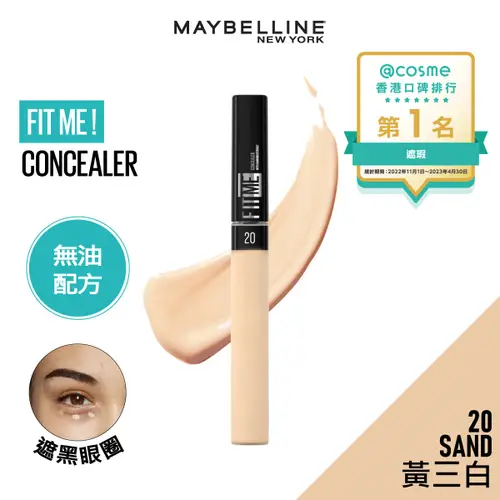 MAYBELLINE
NEW YORK
@cosme
香港口碑排行
第1名
遮瑕
統計期間:2022年11月1日~2023年4月30日
FIT ME!
CONCEALER
無油
配方
遮黑眼圈
FIT ME
CONCEALER
20
20
SAND
黃三白